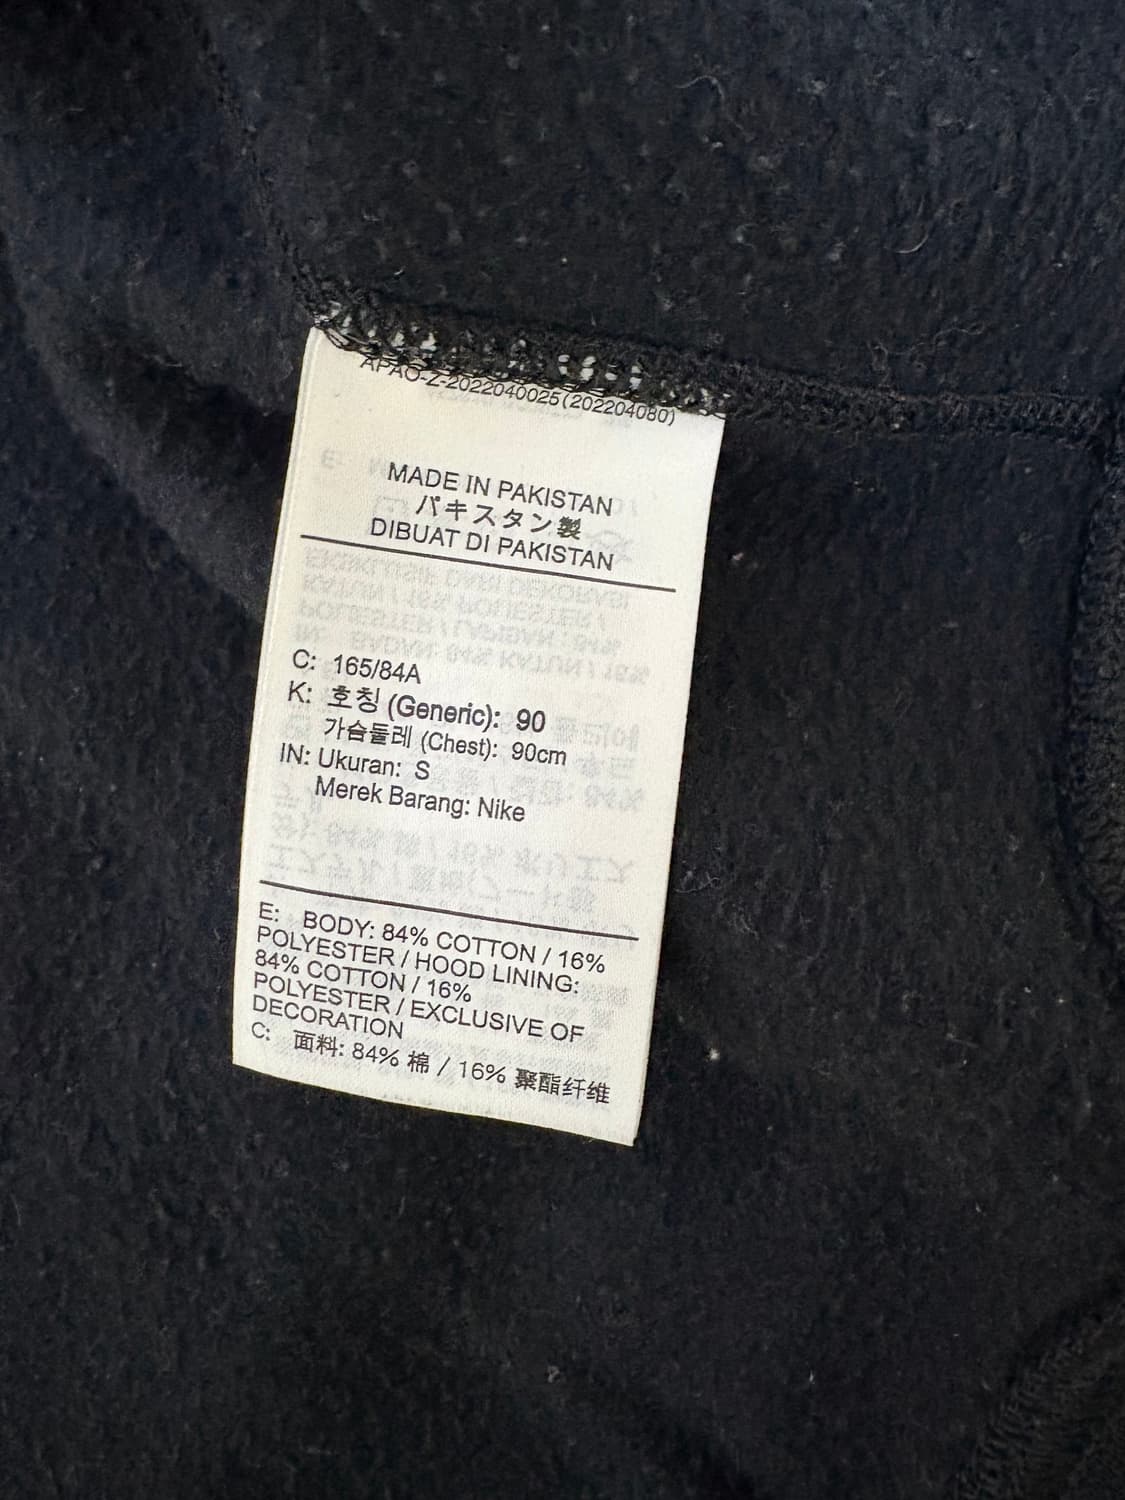 APAO-Z-2022040025(202204080)
MADE IN PAKISTAN
パキスタン製
DIBUAT DI PAKISTAN
C: 165/84A
K: 호칭 (Generic): 90
가슴둘레 (Chest): 90cm
IN: Ukuran: S
Merek Barang: Nike
E: BODY: 84% COTTON / 16%
POLYESTER / HOOD LINING:
84% COTTON / 16%
POLYESTER / EXCLUSIVE OF
DECORATION
C: 面料: 84% 棉 / 16% 聚酯纤维